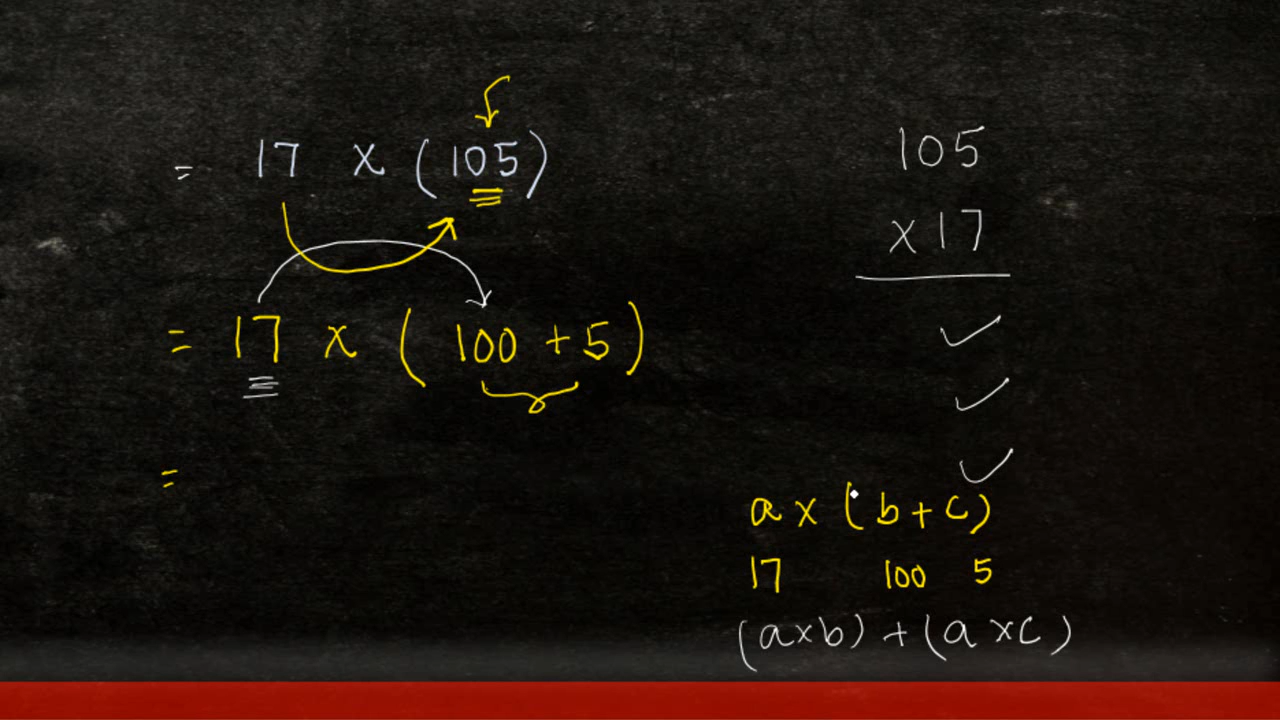 = 17 x (105)
= 17 x (100 + 5)
=
105
x 17
a x (b + c)
17 100 5
(a x b) + (a x c)